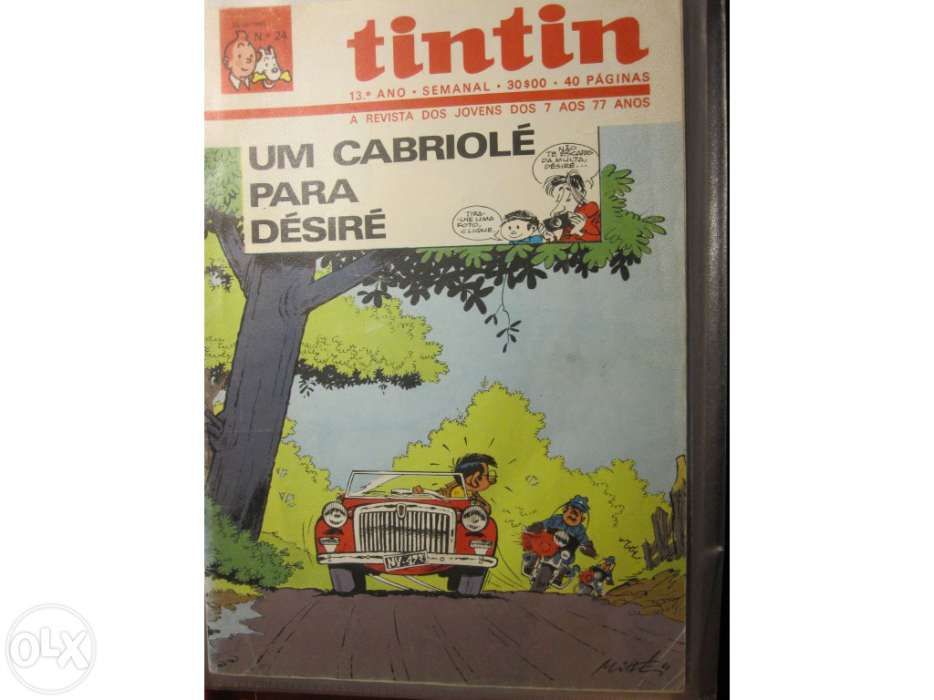 N.º 24
tintin
13.º ANO • SEMANAL • 30$00 • 40 PÁGINAS
A REVISTA DOS JOVENS DOS 7 AOS 77 ANOS
UM CABRIOLÉ
PARA
DÉSIRÉ
NÃO
TE ESCAPAS
DA MULTA,
DÉSIRÉ...
TIRA-
-LHE UMA
FOTO,
CLIQUE.
OLX